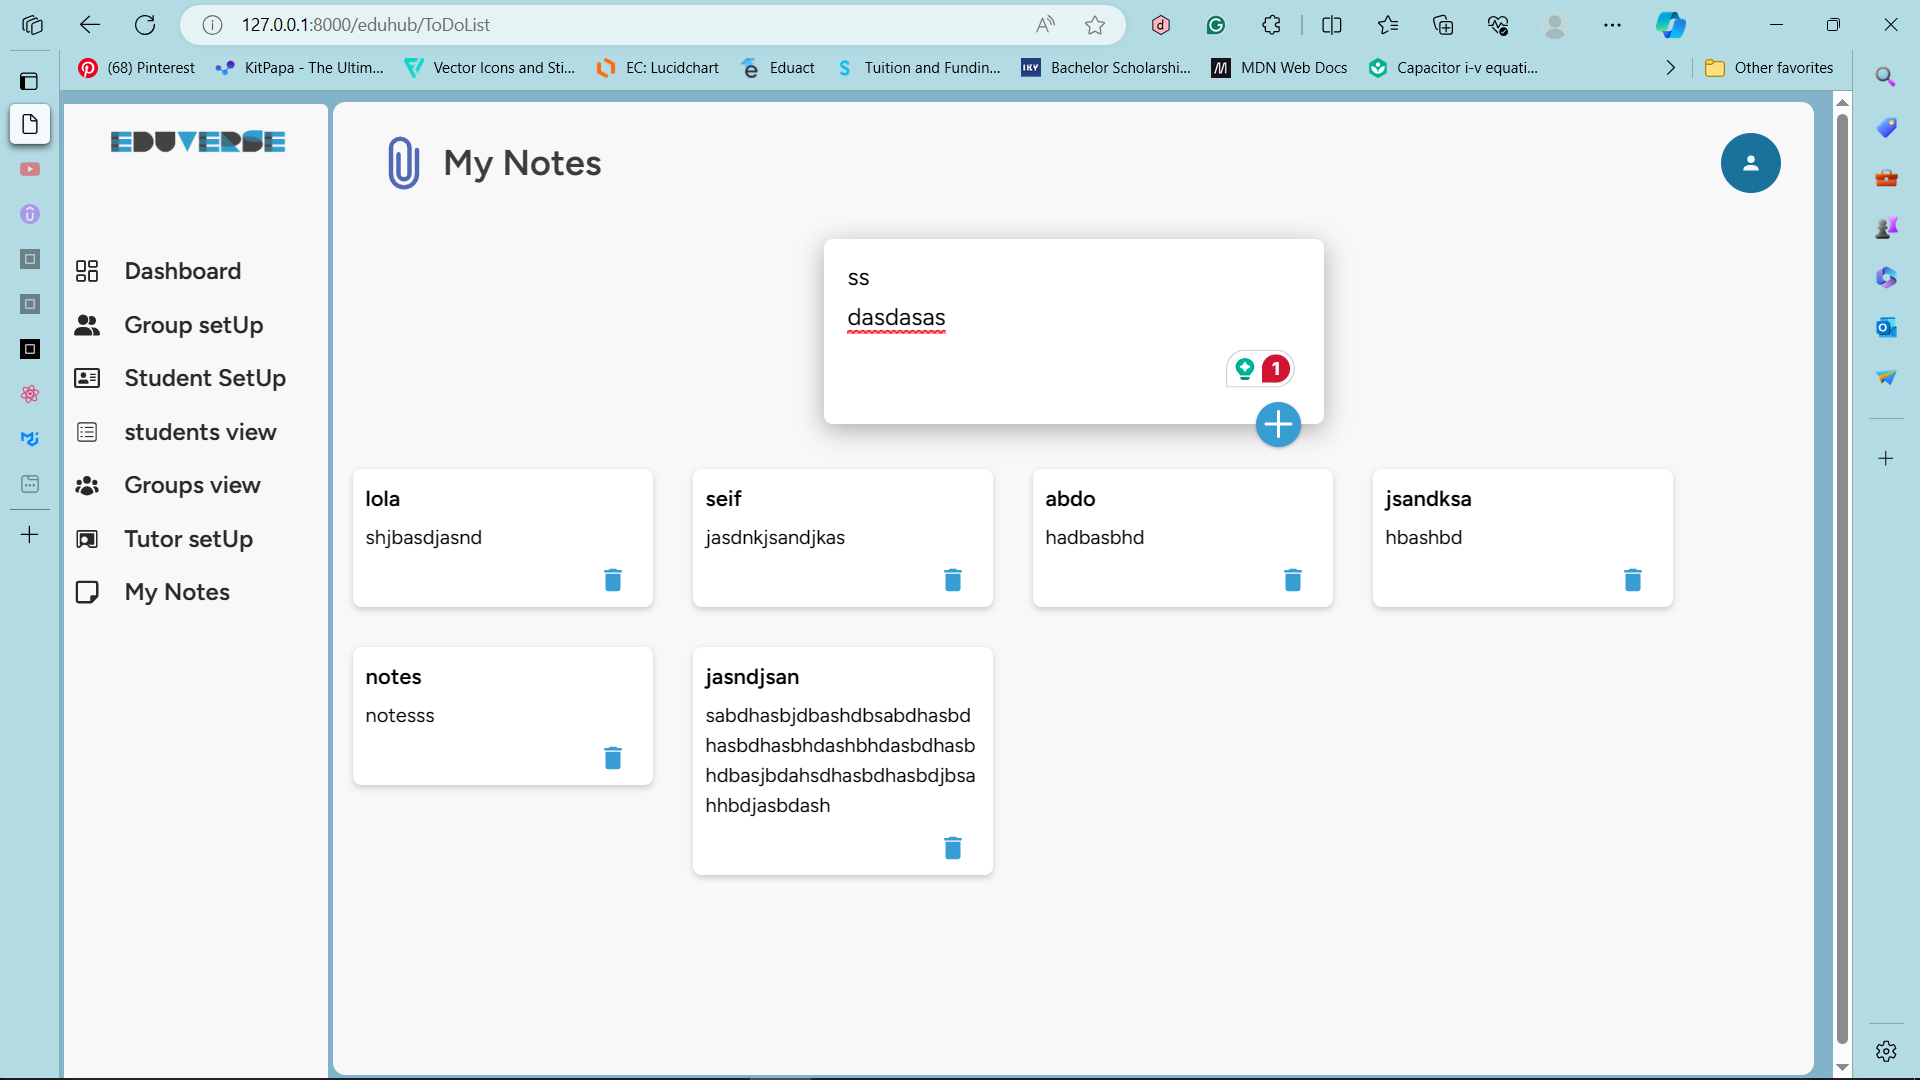 127.0.0.1:8000/eduhub/ToDoList
(68) Pinterest
KitPapa - The Ultim...
Vector Icons and Sti...
EC: Lucidchart
Eduact
Tuition and Fundin...
IKY
Bachelor Scholarshi...
MDN Web Docs
Capacitor i-v equati...
Other favorites
EDUVERSE
My Notes
Dashboard
Group setUp
Student SetUp
students view
Groups view
Tutor setUp
My Notes
ss
dasdasas
1
lola
shjbasdjasnd
seif
jasdnkjsandjkas
abdo
hadbasbhd
jsandksa
hbashbd
notes
notesss
jasndjsan
sabdhasbjdbashdbsabdhasbd
hasbdhasbhdashbhdasbdhasb
hdbasjbdahsdhasbdhasbdjbsa
hhbdjasbdash